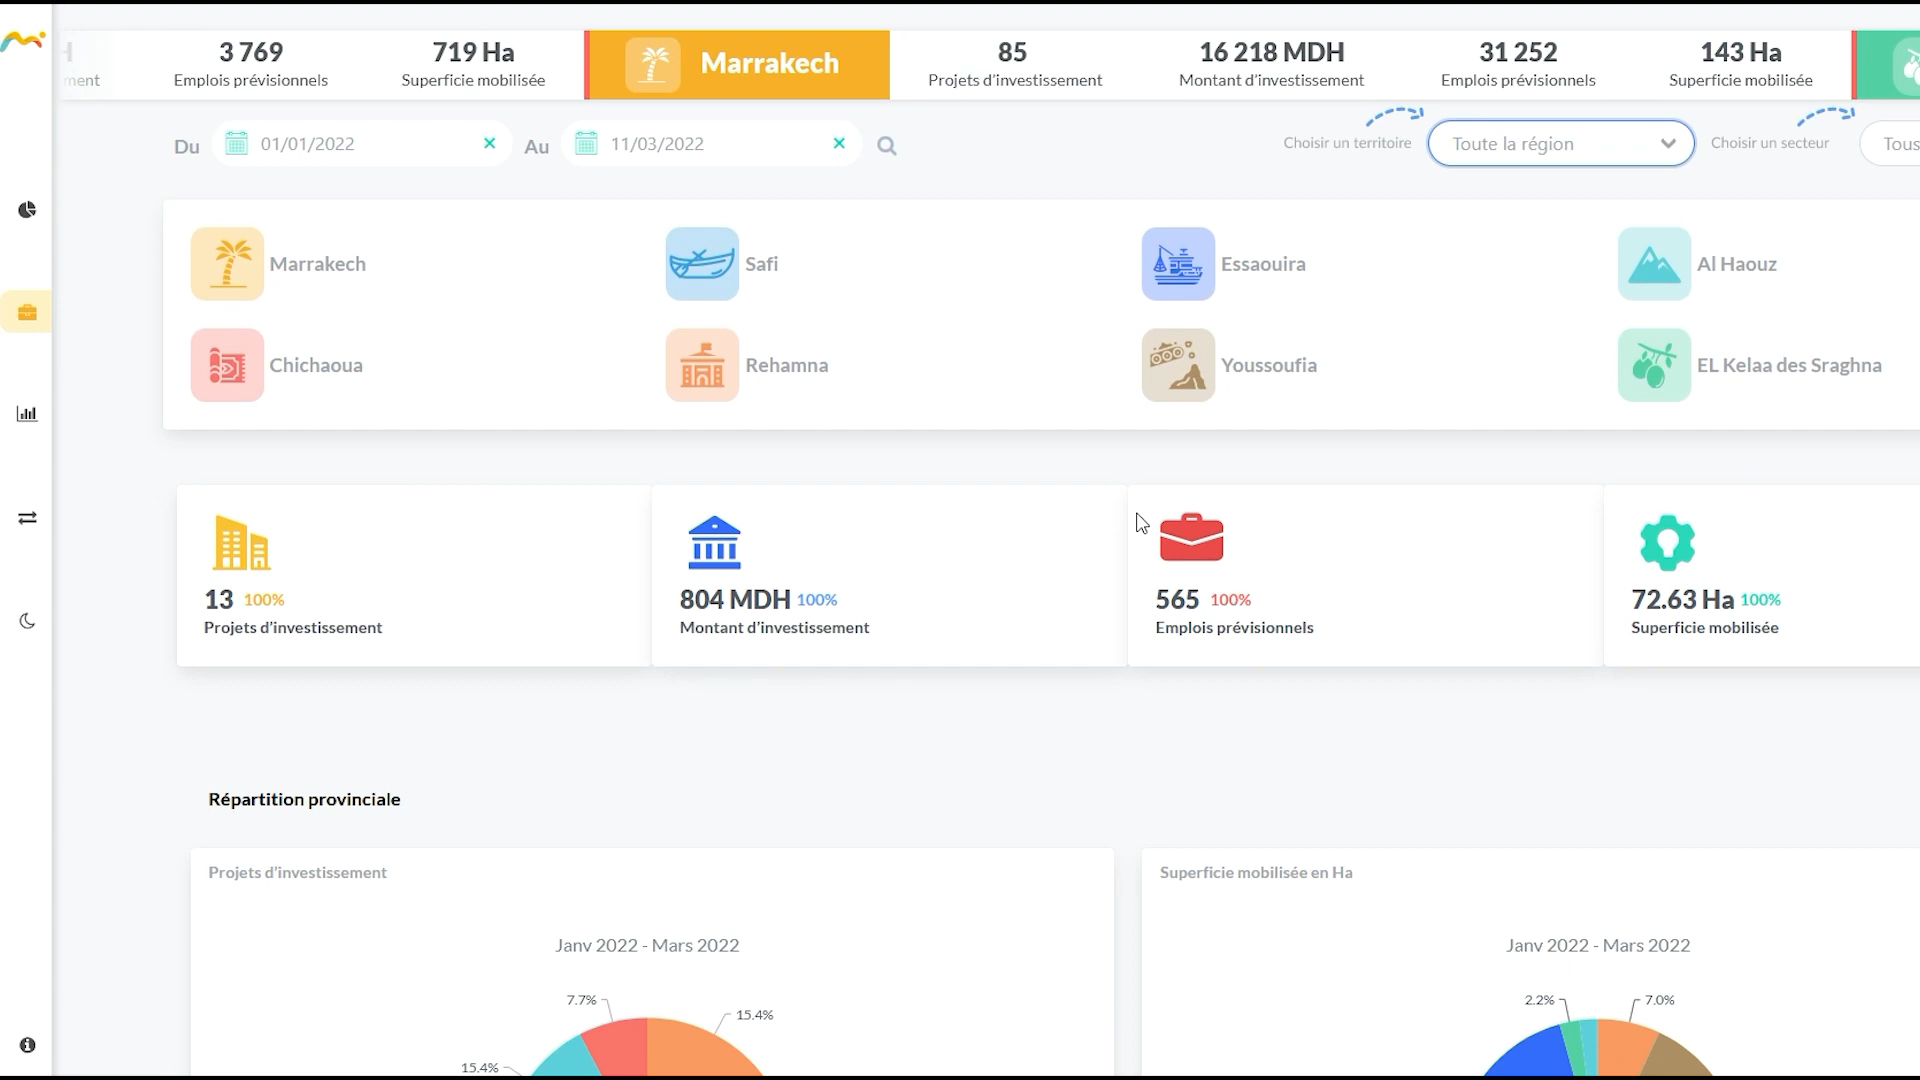 ment
3 769
Emplois prévisionnels
719 Ha
Superficie mobilisée
Marrakech
85
Projets d'investissement
16 218 MDH
Montant d'investissement
31 252
Emplois prévisionnels
143 Ha
Superficie mobilisée
Du
01/01/2022
Au
11/03/2022
Choisir un territoire
Toute la région
Choisir un secteur
Tous
Marrakech
Safi
Essaouira
Al Haouz
Chichaoua
Rehamna
Youssoufia
EL Kelaa des Sraghna
13 100%
Projets d'investissement
804 MDH 100%
Montant d'investissement
565 100%
Emplois prévisionnels
72.63 Ha 100%
Superficie mobilisée
Répartition provinciale
Projets d'investissement
Superficie mobilisée en Ha
Janv 2022 - Mars 2022
Janv 2022 - Mars 2022
7.7%
15.4%
15.4%
2.2%
7.0%